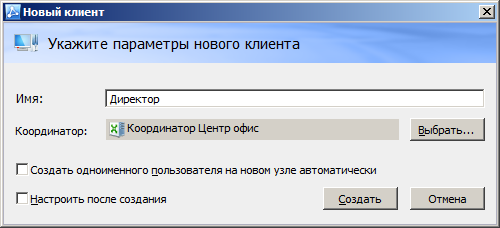 Новый клиент
Укажите параметры нового клиента
Имя: Директор
Координатор: Координатор Центр офис Выбрать...
Создать одноименного пользователя на новом узле автоматически
Настроить после создания Создать Отмена